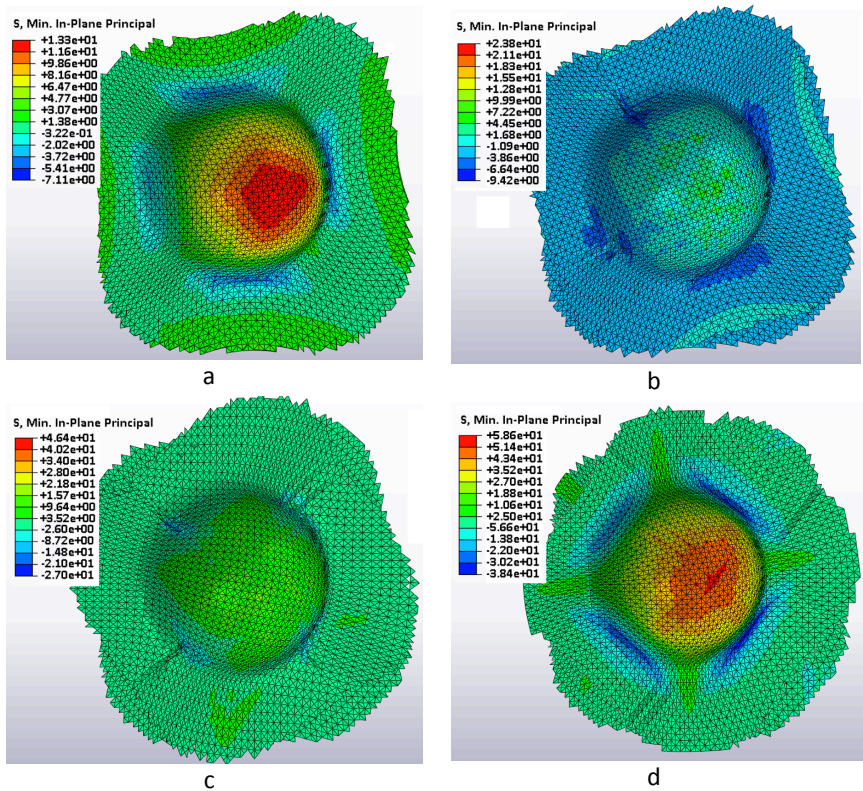 S, Min. In-Plane Principal
+1.33e+01
+1.16e+01
+9.86e+00
+8.16e+00
+6.47e+00
+4.77e+00
+3.07e+00
+1.38e+00
-3.22e-01
-2.02e+00
-3.72e+00
-5.41e+00
-7.11e+00
a
S, Min. In-Plane Principal
+2.38e+01
+2.11e+01
+1.83e+01
+1.55e+01
+1.28e+01
+9.99e+00
+7.22e+00
+4.45e+00
+1.68e+00
-1.09e+00
-3.86e+00
-6.64e+00
-9.42e+00
b
S, Min. In-Plane Principal
+4.64e+01
+4.02e+01
+3.40e+01
+2.80e+01
+2.18e+01
+1.57e+01
+9.64e+00
+3.52e+00
-2.60e+00
-8.72e+00
-1.48e+01
-2.10e+01
-2.70e+01
c
S, Min. In-Plane Principal
+5.86e+01
+5.14e+01
+4.34e+01
+3.52e+01
+2.70e+01
+1.88e+01
+1.06e+01
+2.50e+01
-5.66e+01
-1.38e+01
-2.20e+01
-3.02e+01
-3.84e+01
d